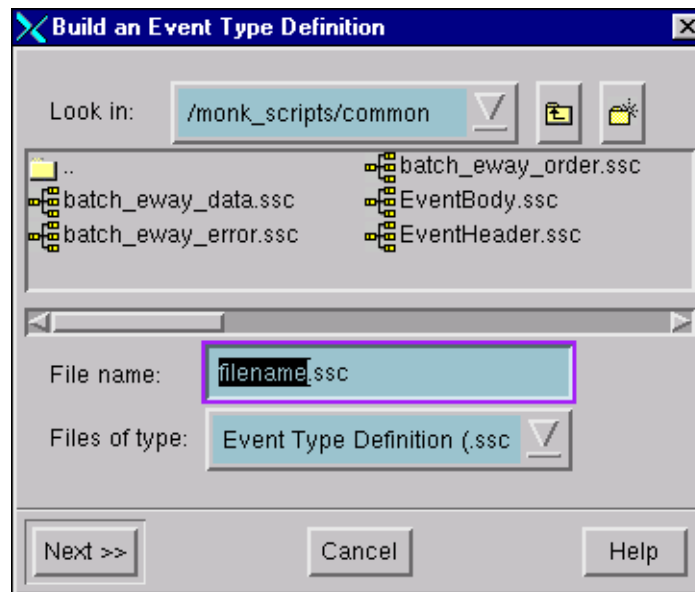 Build an Event Type Definition
Look in: /monk_scripts/common
.. batch_eway_order.ssc
batch_eway_data.ssc EventBody.ssc
batch_eway_error.ssc EventHeader.ssc
File name: filename.ssc
Files of type: Event Type Definition (.ssc
Next >> Cancel Help